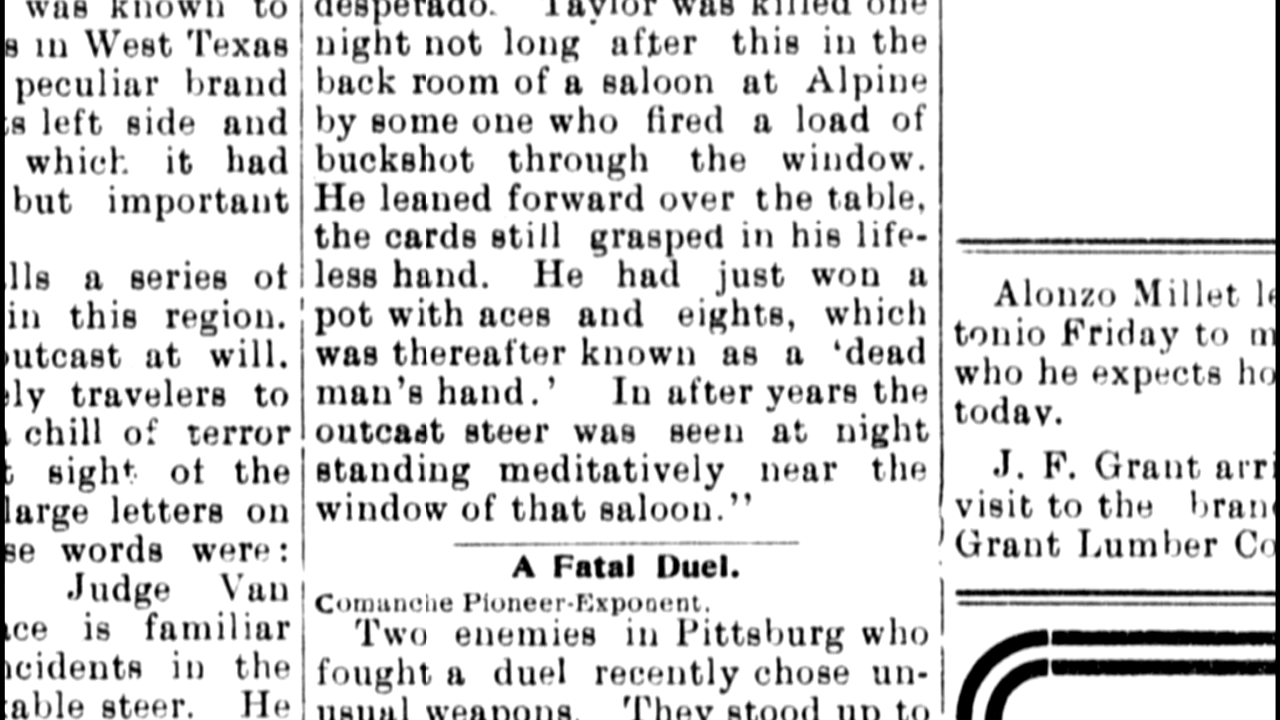 was known to
s in West Texas
peculiar brand
s left side and
which it had
but important
lls a series of
in this region.
outcast at will.
ely travelers to
chill of terror
sight of the
large letters on
se words were:
Judge Van
ace is familiar
ncidents in the
able steer. He
desperado. Taylor was killed one
night not long after this in the
back room of a saloon at Alpine
by some one who fired a load of
buckshot through the window.
He leaned forward over the table,
the cards still grasped in his life-
less hand. He had just won a
pot with aces and eights, which
was thereafter known as a ‘dead
man's hand.’ In after years the
outcast steer was seen at night
standing meditatively near the
window of that saloon.”
A Fatal Duel.
Comanche Pioneer-Exponent.
Two enemies in Pittsburg who
fought a duel recently chose un-
usual weapons. They stood up to
Alonzo Millet le
tonio Friday to m
who he expects ho
today.
J. F. Grant arri
visit to the bran
Grant Lumber Co